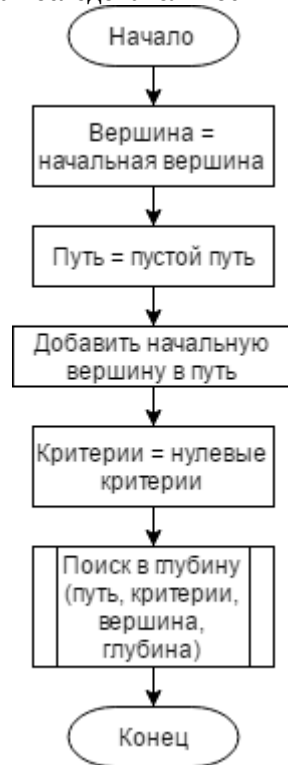 Начало
Вершина =
начальная вершина
Путь = пустой путь
Добавить начальную
вершину в путь
Критерии = нулевые
критерии
Поиск в глубину
(путь, критерии,
вершина,
глубина)
Конец